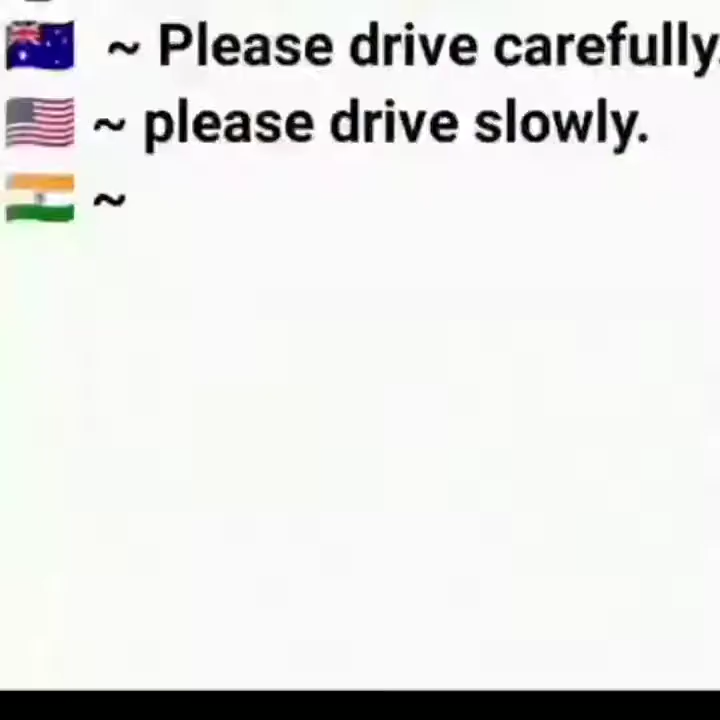 🇦🇺 ~ Please drive carefully.
🇺🇸 ~ please drive slowly.
🇮🇳 ~